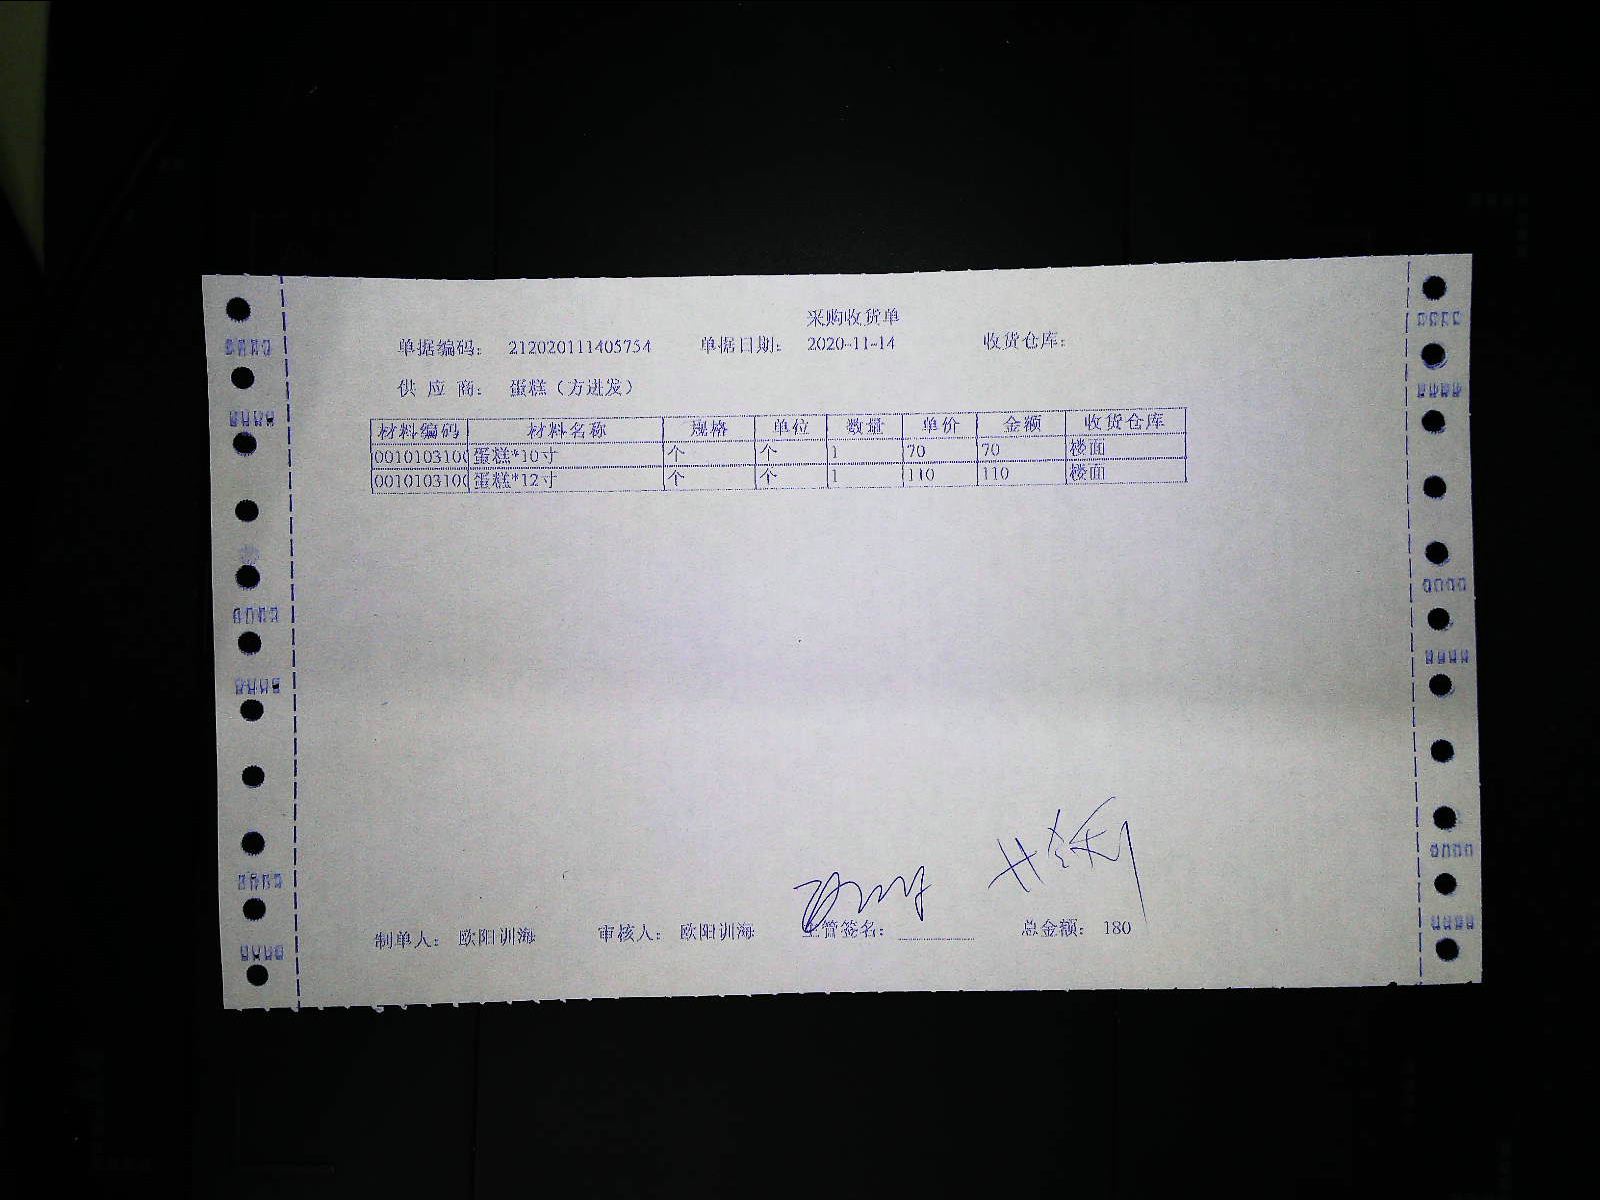 采购收货单
单据编码： 212020111405754 单据日期： 2020-11-14 收货仓库：
供 应 商： 蛋糕（方进发）
材料编码 材料名称 规格 单位 数量 单价 金额 收货仓库
0010103100 蛋糕*10寸 个 个 1 70 70 楼面
0010103100 蛋糕*12寸 个 个 1 110 110 楼面
制单人： 欧阳训海 审核人： 欧阳训海 主管签名： 总金额： 180